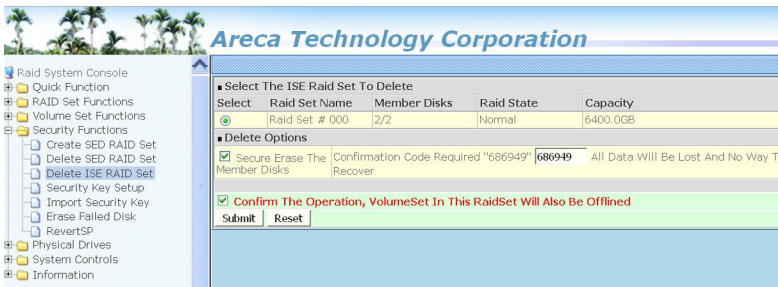 Areca Technology Corporation
Raid System Console
Quick Function
RAID Set Functions
Volume Set Functions
Security Functions
Create SED RAID Set
Delete SED RAID Set
Delete ISE RAID Set
Security Key Setup
Import Security Key
Erase Failed Disk
RevertSP
Physical Drives
System Controls
Information
Select The ISE Raid Set To Delete
Select Raid Set Name Member Disks Raid State Capacity
Raid Set # 000 2/2 Normal 6400.0GB
Delete Options
Secure Erase The Member Disks
Confirmation Code Required "686949" 686949 All Data Will Be Lost And No Way T
Recover
Confirm The Operation, VolumeSet In This RaidSet Will Also Be Offlined
Submit Reset